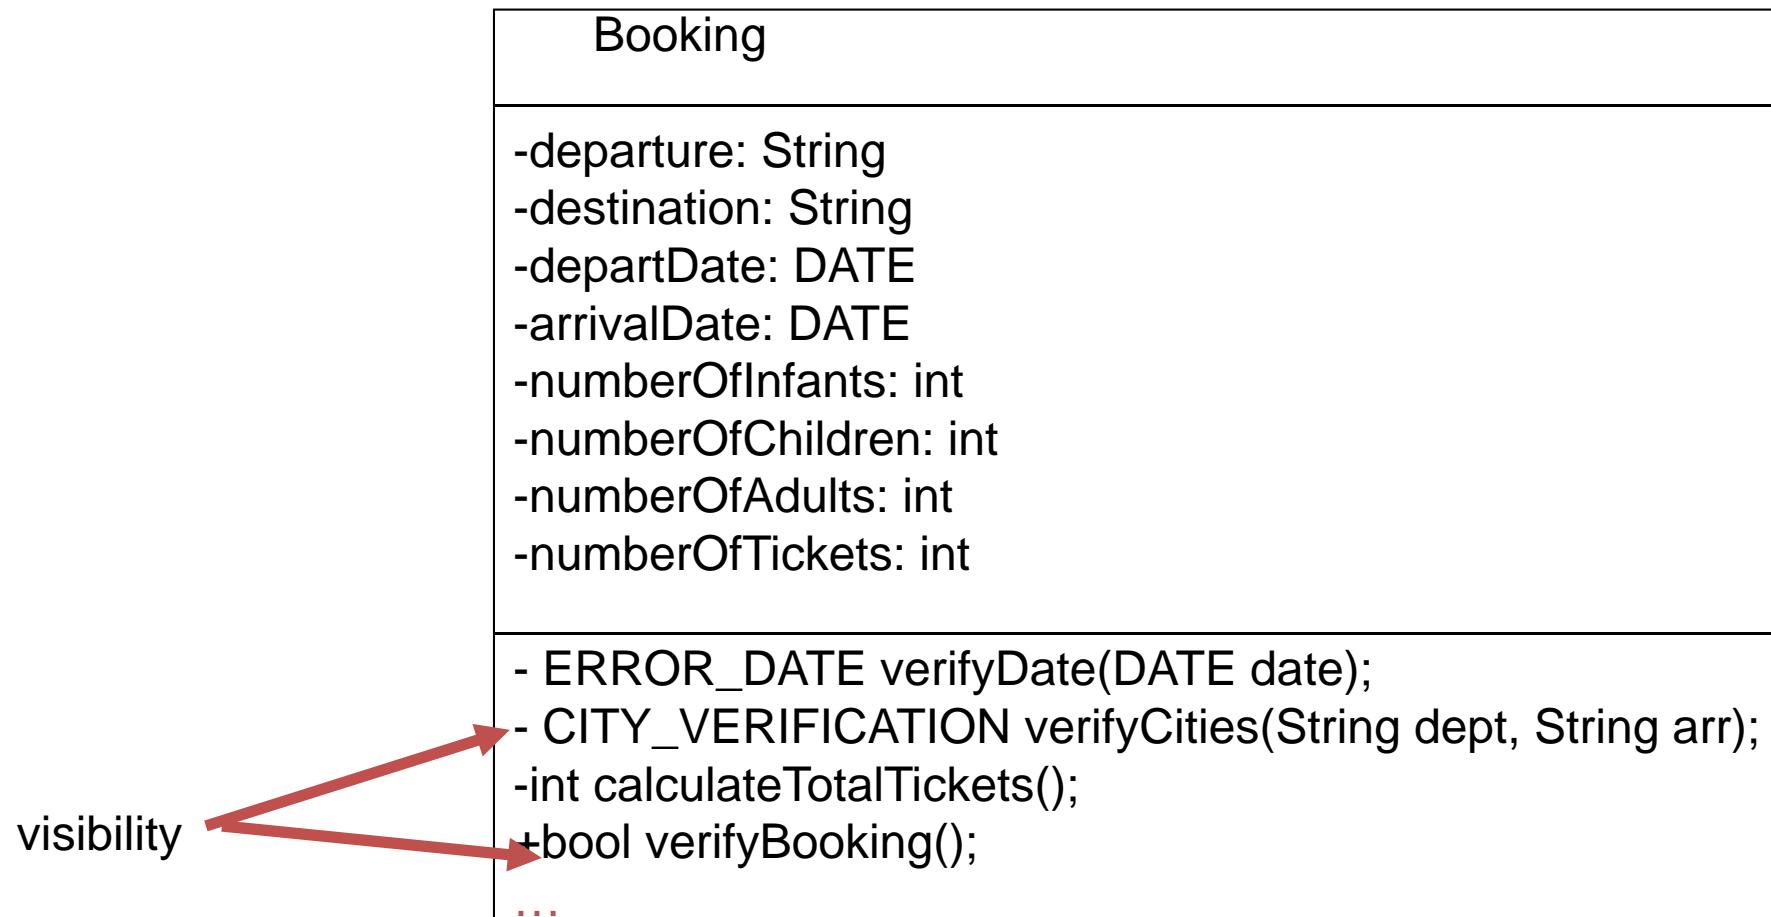 Booking
-departure: String
-destination: String
-departDate: DATE
-arrivalDate: DATE
-numberOfInfants: int
-numberOfChildren: int
-numberOfAdults: int
-numberOfTickets: int
- ERROR_DATE verifyDate(DATE date);
- CITY_VERIFICATION verifyCities(String dept, String arr);
-int calculateTotalTickets();
visibility
+bool verifyBooking();
...